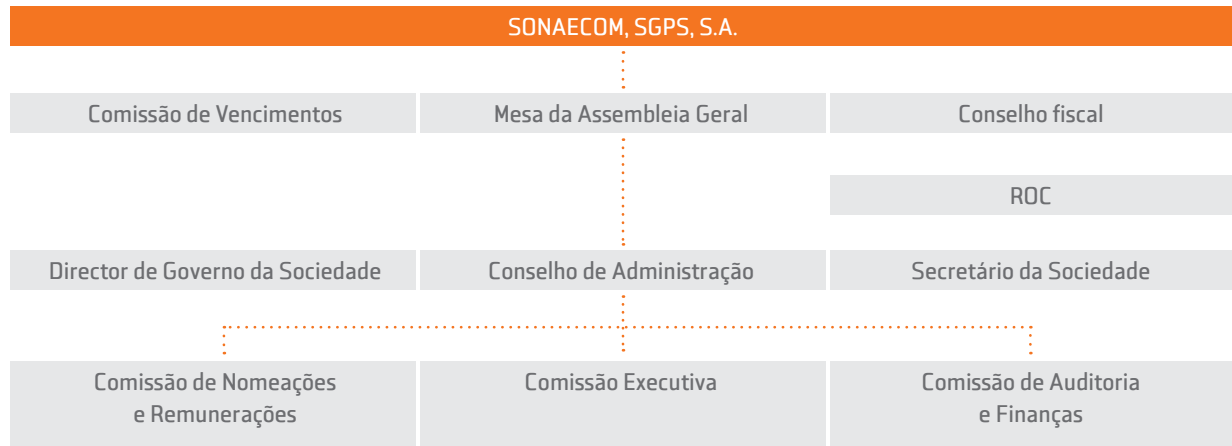 SONAECOM, SGPS, S.A.
Comissão de Vencimentos
Mesa da Assembleia Geral
Conselho fiscal
ROC
Director de Governo da Sociedade
Conselho de Administração
Secretário da Sociedade
Comissão de Nomeações
e Remunerações
Comissão Executiva
Comissão de Auditoria
e Finanças